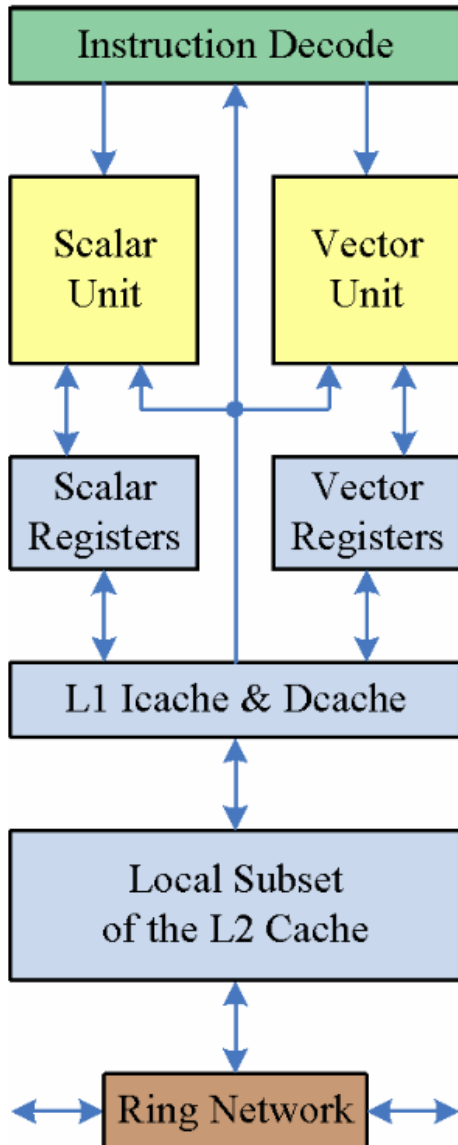 Instruction Decode
Scalar
Unit
Vector
Unit
Scalar
Registers
Vector
Registers
L1 Icache & Dcache
Local Subset
of the L2 Cache
Ring Network